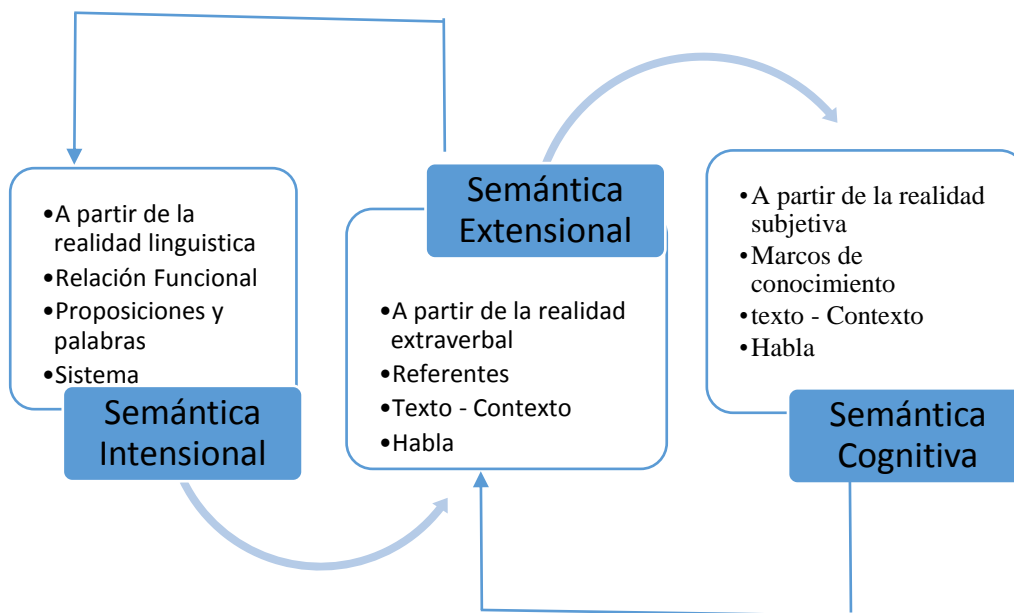 •A partir de la
realidad linguistica
•Relación Funcional
•Proposiciones y
palabras
•Sistema
Semántica
Intensional
Semántica
Extensional
•A partir de la realidad
extraverbal
•Referentes
•Texto - Contexto
•Habla
•A partir de la realidad
subjetiva
•Marcos de
conocimiento
•texto - Contexto
•Habla
Semántica
Cognitiva